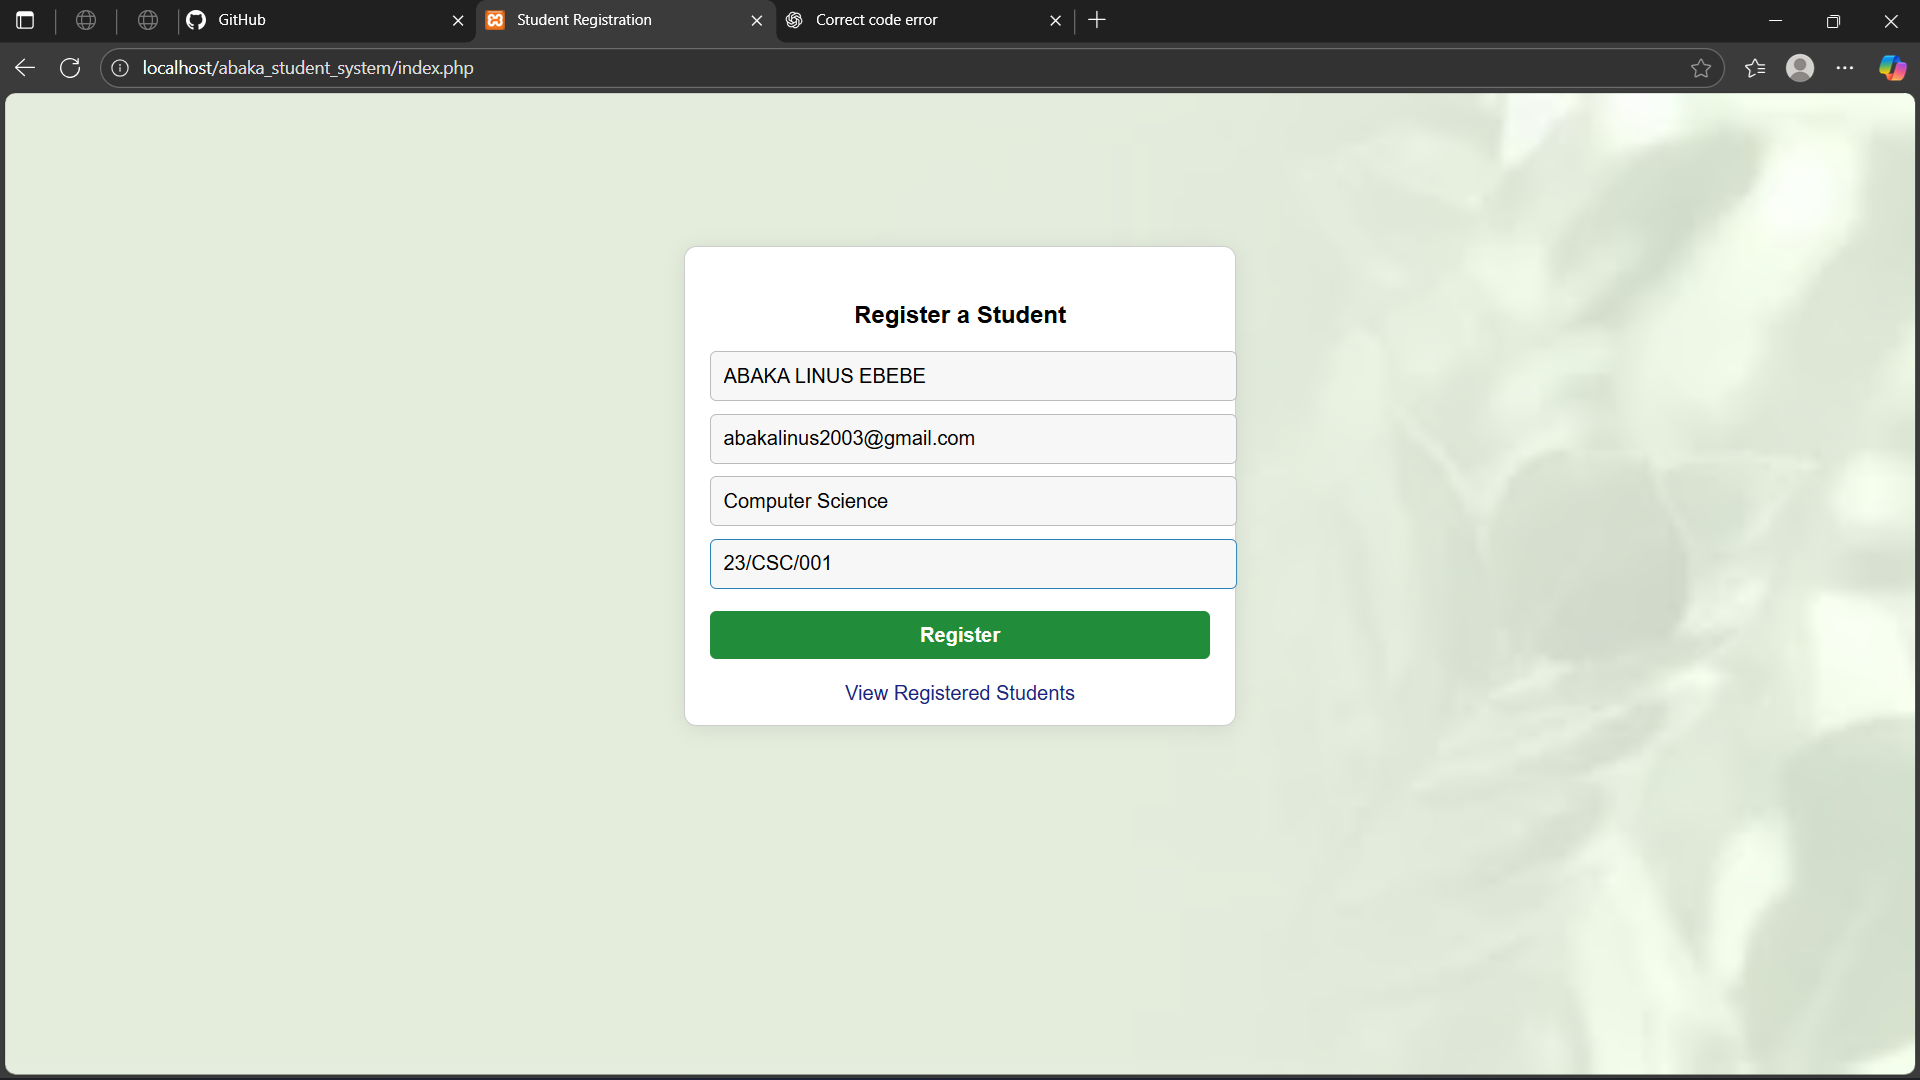 GitHub
Student Registration
Correct code error
localhost/abaka_student_system/index.php
Register a Student
ABAKA LINUS EBEBE
abakalinus2003@gmail.com
Computer Science
23/CSC/001
Register
View Registered Students